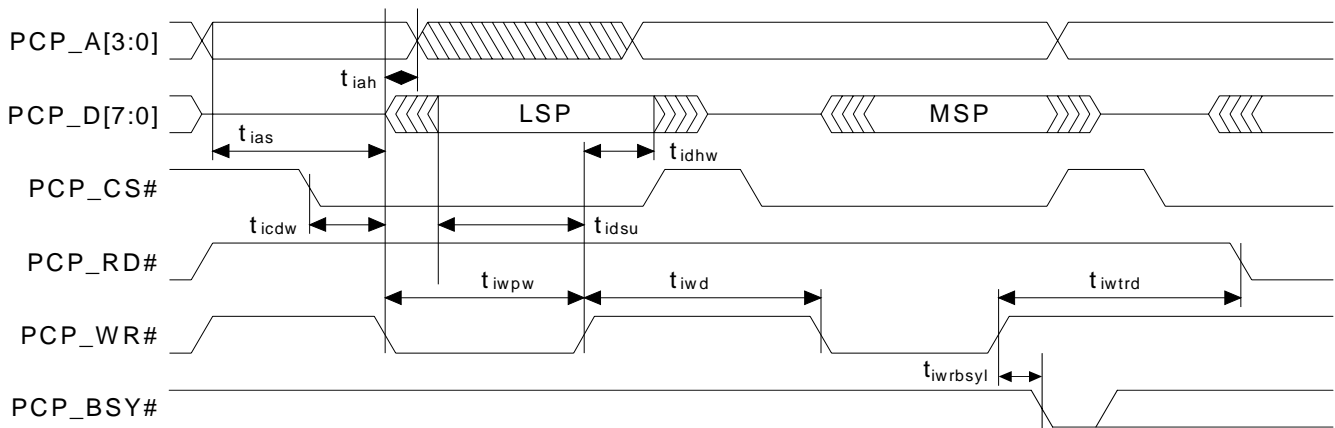 PCP_A[3:0]
t iah
PCP_D[7:0]
LSP
MSP
t ias
t idhw
PCP_CS#
t icdw
t idsu
PCP_RD#
t iwpw
t iwd
t iwtrd
PCP_WR#
t iwrbsyl
PCP_BSY#